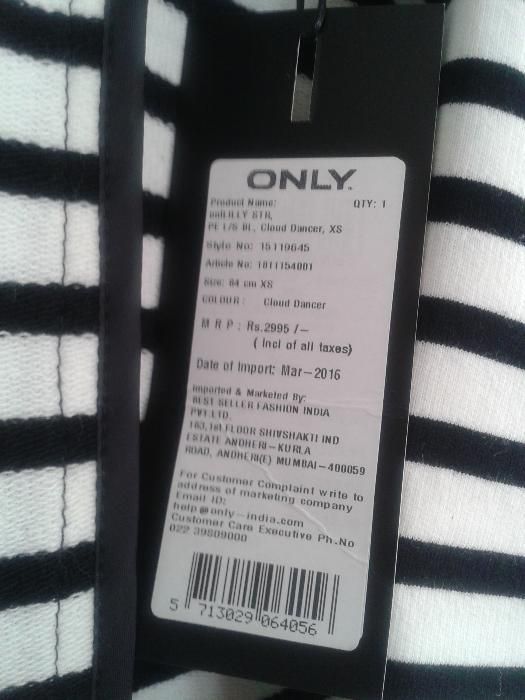 ONLY.
Product Name: QTY: 1
onlLILLY STR,
PE L/S BL, Cloud Dancer, XS
Style No: 15119645
Article No: 1811154001
Size: 84 cm XS
COLOUR: Cloud Dancer
M R P : Rs.2995 /-
( Incl of all taxes)
Date of Import: Mar-2016
Imported & Marketed By:
BEST SELLER FASHION INDIA
PVT.LTD.
183,1st FLOOR SHIVSHAKTI IND
ESTATE ANDHERI-KURLA
ROAD, ANDHERI(E) MUMBAI-400059
For Customer Complaint write to
address of marketing company
Email ID:
help@only-india.com
Customer Care Executive Ph.No
022 39809000
5 713029 064056